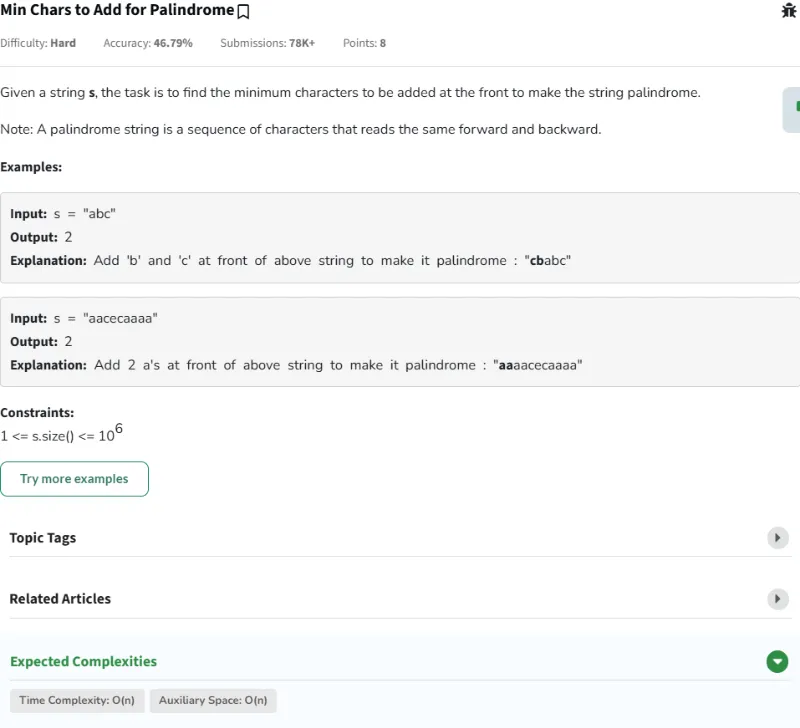 Min Chars to Add for Palindrome
Difficulty: Hard Accuracy: 46.79% Submissions: 78K+ Points: 8
Given a string s, the task is to find the minimum characters to be added at the front to make the string palindrome.
Note: A palindrome string is a sequence of characters that reads the same forward and backward.
Examples:
Input: s = "abc"
Output: 2
Explanation: Add 'b' and 'c' at front of above string to make it palindrome : "cbabc"
Input: s = "aacecaaaa"
Output: 2
Explanation: Add 2 a's at front of above string to make it palindrome : "aaaacecaaaa"
Constraints:
1 <= s.size() <= 10^6
Try more examples
Topic Tags
Related Articles
Expected Complexities
Time Complexity: O(n) Auxiliary Space: O(n)